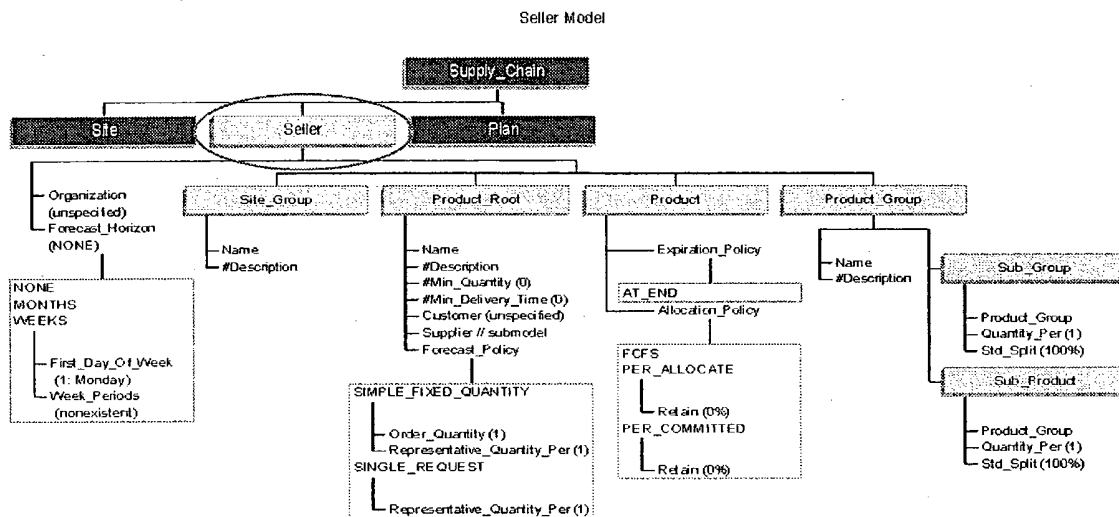 Seller Model
Supply_Chain
Site
Seller
Plan
Organization
(unspecified)
Forecast_Horizon
(NONE)
NONE
MONTHS
WEEKS
First_Day_Of_Week
(1: Monday)
Week_Periods
(nonexistent)
Site_Group
Name
#Description
Product_Root
Name
#Description
#Min_Quantity (0)
#Min_Delivery_Time (0)
Customer (unspecified)
Supplier // submodel
Forecast_Policy
SIMPLE_FIXED_QUANTITY
Order_Quantity (1)
Representative_Quantity_Per (1)
SINGLE_REQUEST
Representative_Quantity_Per (1)
Product
Expiration_Policy
AT_END
Allocation_Policy
FCFS
PER_ALLOCATE
Retain (0%)
PER_COMMITTED
Retain (0%)
Product_Group
Name
#Description
Sub_Group
Product_Group
Quantity_Per (1)
Std_Split (100%)
Sub_Product
Product_Group
Quantity_Per (1)
Std_Split (100%)